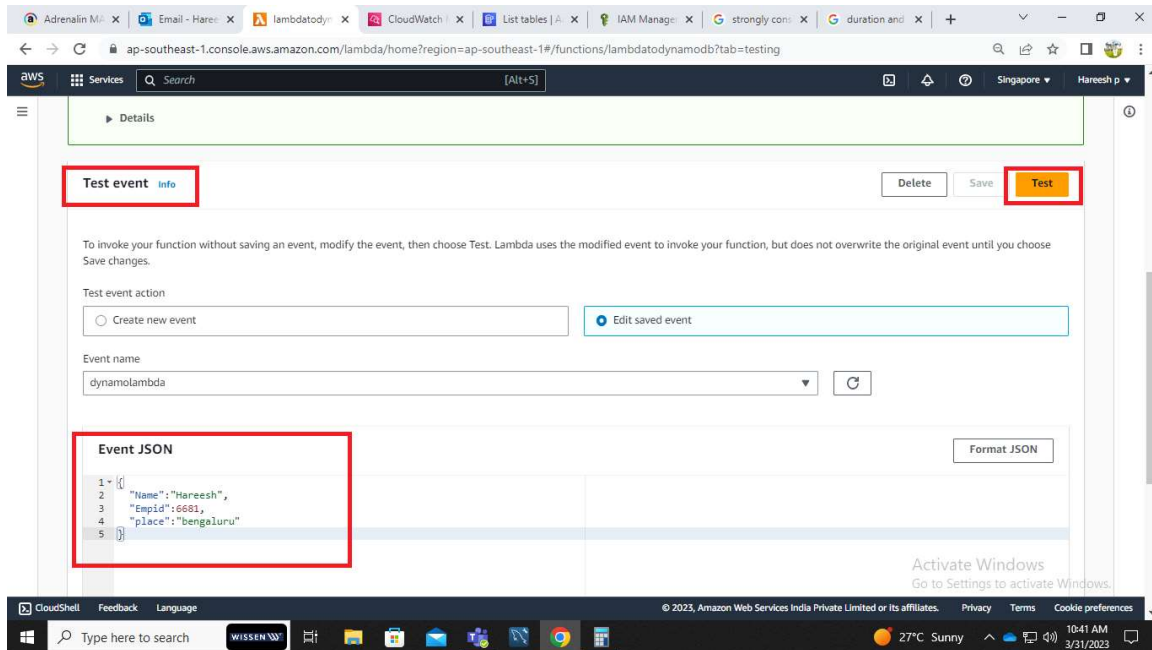 Adrenalin MA
Email - Haree
lambdatodyn
CloudWatch
List tables | A
IAM Manage
strongly cons
duration and
ap-southeast-1.console.aws.amazon.com/lambda/home?region=ap-southeast-1#/functions/lambdatodynamodb?tab=testing
aws Services Search [Alt+S] Singapore Hareesh p
Details
Test event Info Delete Save Test
To invoke your function without saving an event, modify the event, then choose Test. Lambda uses the modified event to invoke your function, but does not overwrite the original event until you choose
Save changes.
Test event action
Create new event Edit saved event
Event name
dynamolambda
Event JSON Format JSON
1 {
2 "Name":"Hareesh",
3 "Empid":6681,
4 "place":"bengaluru"
5 }
Activate Windows
Go to Settings to activate Windows.
CloudShell Feedback Language © 2023, Amazon Web Services India Private Limited or its affiliates. Privacy Terms Cookie preferences
Type here to search WISSEN 27°C Sunny 10:41 AM
3/31/2023